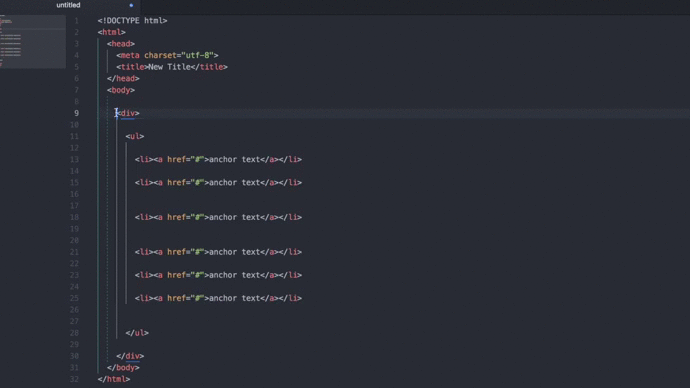 untitled
1 <!DOCTYPE html>
2 <html>
3 <head>
4 <meta charset="utf-8">
5 <title>New Title</title>
6 </head>
7 <body>
8
9 <div>
10
11 <ul>
12
13 <li><a href="#">anchor text</a></li>
14
15 <li><a href="#">anchor text</a></li>
16
17
18 <li><a href="#">anchor text</a></li>
19
20
21 <li><a href="#">anchor text</a></li>
22
23 <li><a href="#">anchor text</a></li>
24
25 <li><a href="#">anchor text</a></li>
26
27
28 </ul>
29
30 </div>
31 </body>
32 </html>